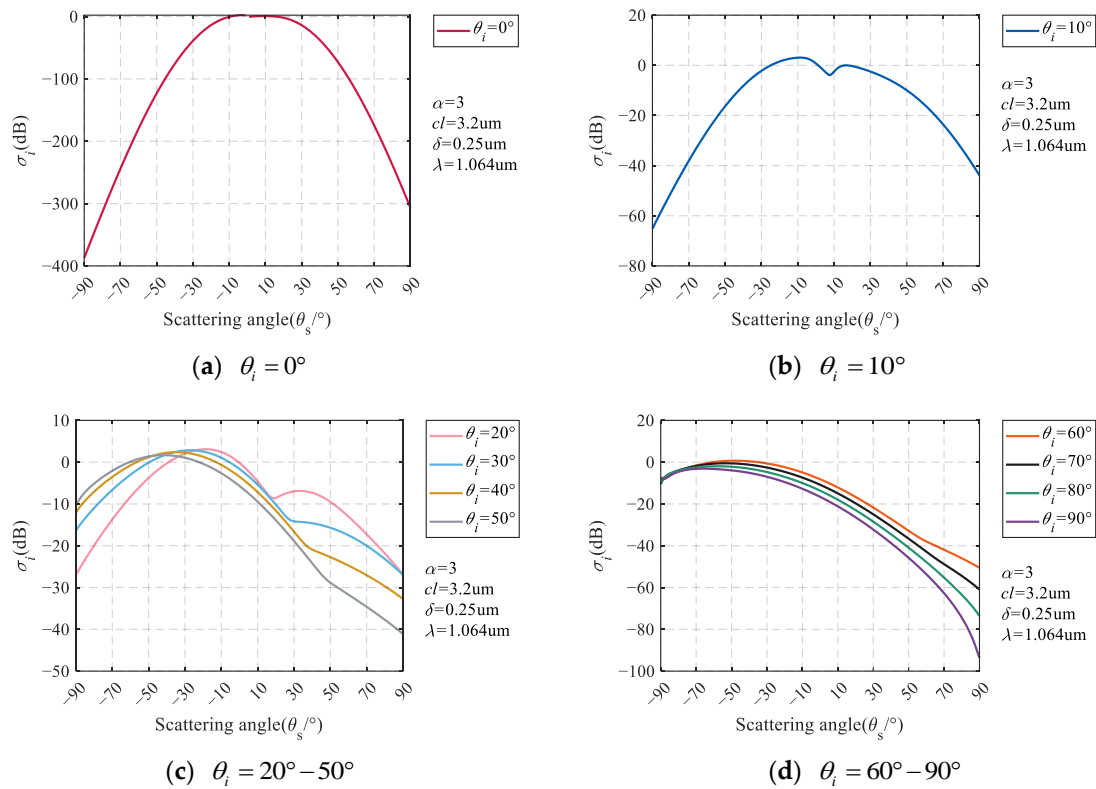 0
−100
−200
−300
−400
σi(dB)
−90 −70 −50 −30 −10 10 30 50 70 90
Scattering angle(θs/°)
θi=0°
α=3
cl=3.2um
δ=0.25um
λ=1.064um
(a) θi = 0°
20
0
−20
−40
−60
−80
σi(dB)
−90 −70 −50 −30 −10 10 30 50 70 90
Scattering angle(θs/°)
θi=10°
α=3
cl=3.2um
δ=0.25um
λ=1.064um
(b) θi = 10°
10
0
−10
−20
−30
−40
−50
σi(dB)
−90 −70 −50 −30 −10 10 30 50 70 90
Scattering angle(θs/°)
θi=20°
θi=30°
θi=40°
θi=50°
α=3
cl=3.2um
δ=0.25um
λ=1.064um
(c) θi = 20° − 50°
20
0
−20
−40
−60
−80
−100
σi(dB)
−90 −70 −50 −30 −10 10 30 50 70 90
Scattering angle(θs/°)
θi=60°
θi=70°
θi=80°
θi=90°
α=3
cl=3.2um
δ=0.25um
λ=1.064um
(d) θi = 60° − 90°